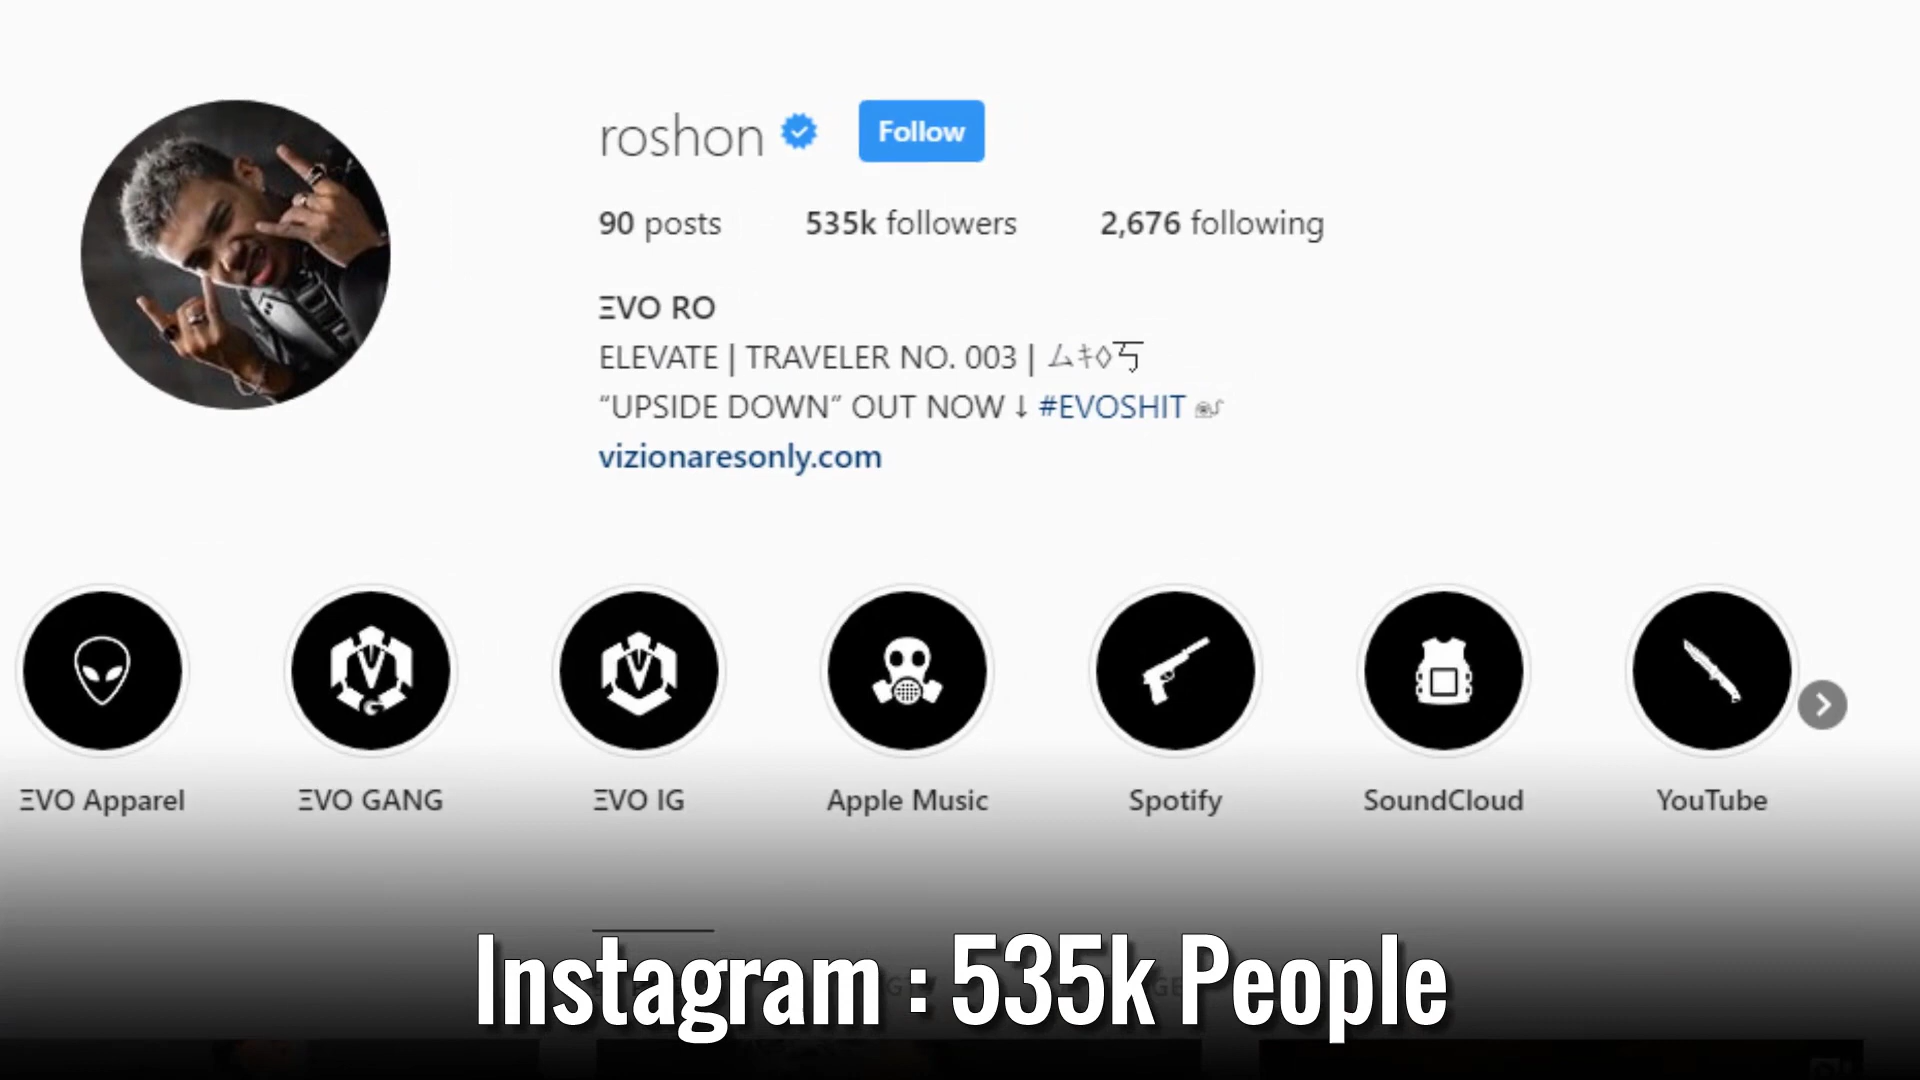 roshon
Follow
90 posts 535k followers 2,676 following
ΞVO RO
ELEVATE | TRAVELER NO. 003 |
“UPSIDE DOWN” OUT NOW ↓ #EVOSHIT
vizionaresonly.com
ΞVO Apparel ΞVO GANG ΞVO IG Apple Music Spotify SoundCloud YouTube
Instagram : 535k People